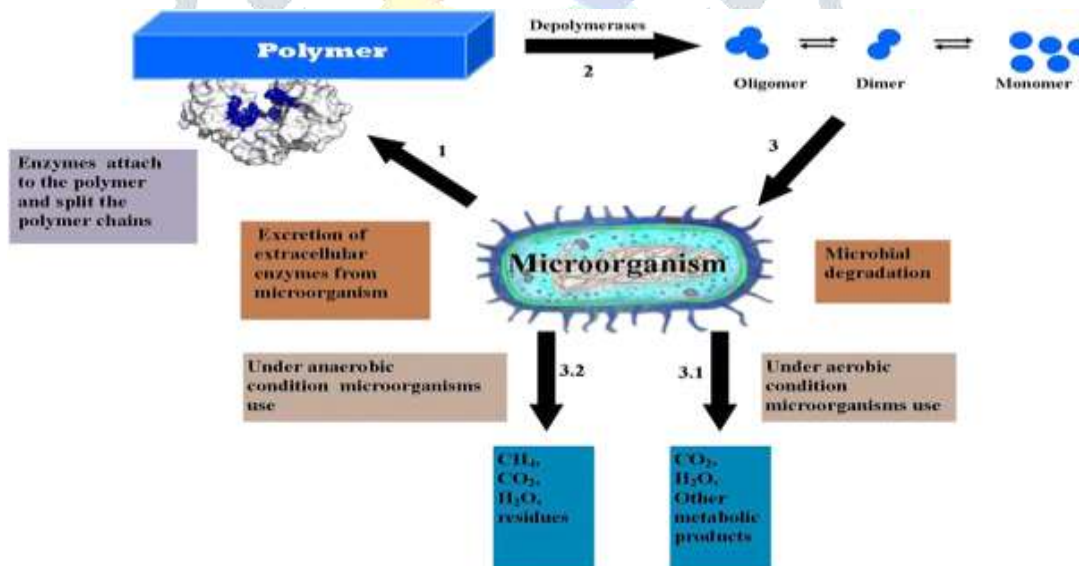 Polymer
Depolymerases
2
Oligomer
Dimer
Monomer
1
3
Enzymes attach
to the polymer
and split the
polymer chains
Excretion of
extracellular
enzymes from
microorganism
Microorganism
Microbial
degradation
Under anaerobic
condition microorganisms
use
3.2
3.1
Under aerobic
condition
microorganisms use
CH₄,
CO₂,
H₂O,
residues
CO₂,
H₂O,
Other
metabolic
products